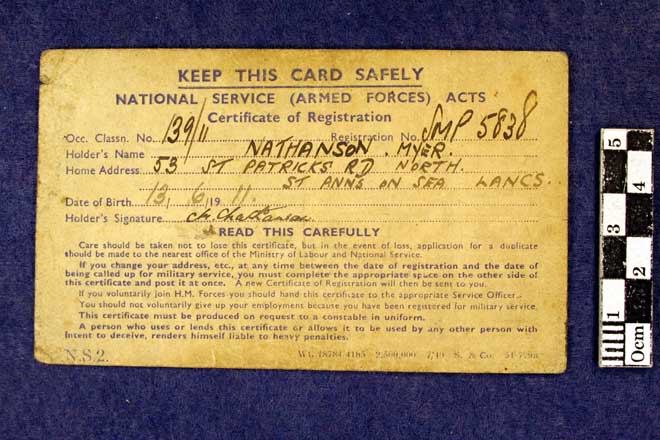 KEEP THIS CARD SAFELY
NATIONAL SERVICE (ARMED FORCES) ACTS
Certificate of Registration
Occ. Classn. No. 139/11 Registration No. SMP 5838
Holder's Name NATHANSON. MYER.
Home Address 53 ST PATRICKS RD NORTH.
ST ANNS ON SEA LANCS.
Date of Birth 13. 6. 1911.
Holder's Signature
READ THIS CAREFULLY
Care should be taken not to lose this certificate, but in the event of loss, application for a duplicate
should be made to the nearest office of the Ministry of Labour and National Service.
If you change your address, etc., at any time between the date of registration and the date of
being called up for military service, you must complete the appropriate space on the other side of
this certificate and post it at once. A new Certificate of Registration will then be sent to you.
If you voluntarily join H.M. Forces you should hand this certificate to the appropriate Service Officer.
You should not voluntarily give up your employment because you have been registered for military service.
This certificate must be produced on request to a constable in uniform.
A person who uses or lends this certificate or allows it to be used by any other person with
intent to deceive, renders himself liable to heavy penalties.
N.S.2. Wt. 18784/4185 2,500,000 7/40 S. & Co.
0cm 1 2 3 4 5